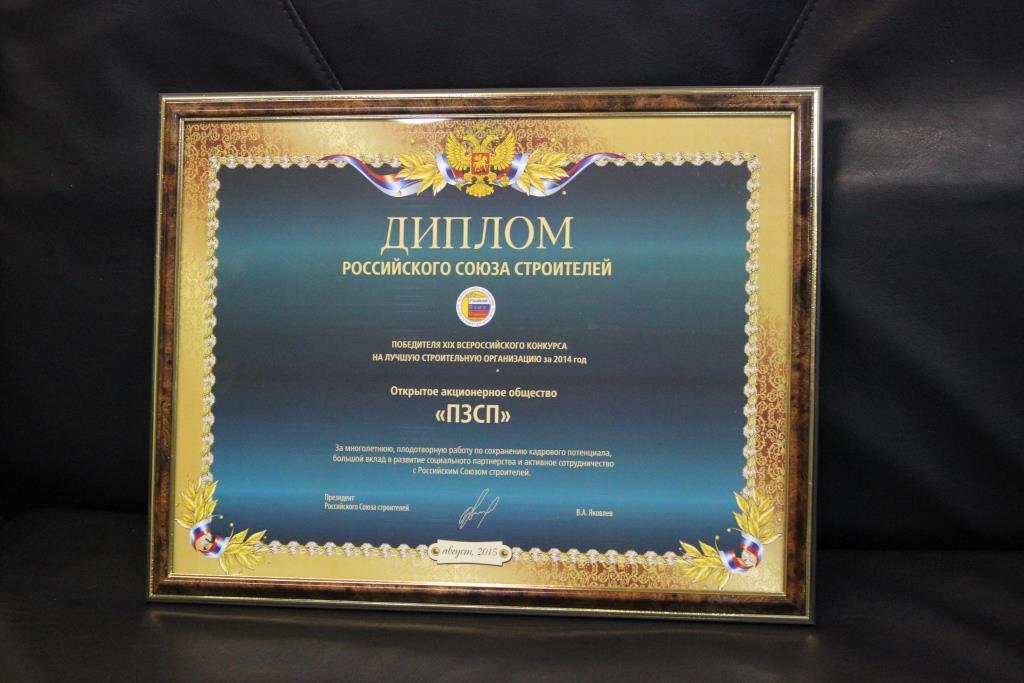 ДИПЛОМ
РОССИЙСКОГО СОЮЗА СТРОИТЕЛЕЙ
ПОБЕДИТЕЛЯ XIX ВСЕРОССИЙСКОГО КОНКУРСА
НА ЛУЧШУЮ СТРОИТЕЛЬНУЮ ОРГАНИЗАЦИЮ за 2014 год
Открытое акционерное общество
«ПЗСП»
За многолетнюю, плодотворную работу по сохранению кадрового потенциала,
большой вклад в развитие социального партнерства и активное сотрудничество
с Российским Союзом строителей.
Президент
Российского Союза строителей
В.А. Яковлев
август, 2015